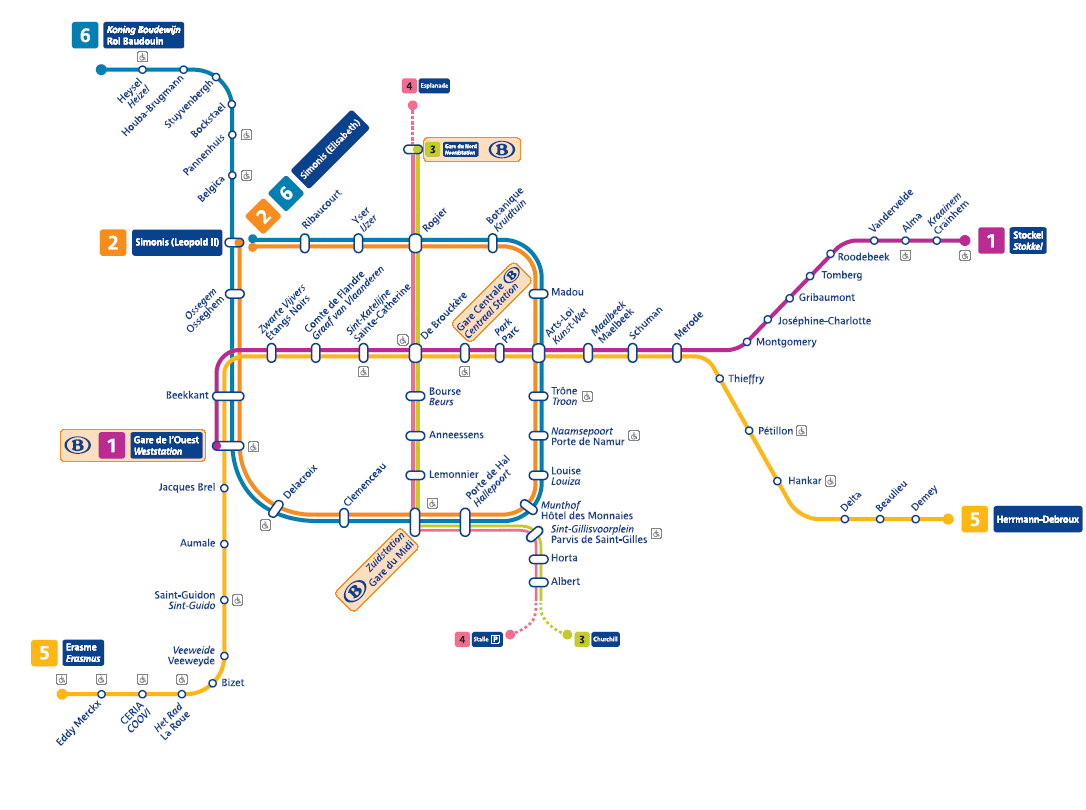 6
Koning Boudewijn
Roi Baudouin
Heysel
Heizel
Houba-Brugmann
Stuyvenbergh
Bockstael
Pannenhuis
Belgica
4
Esplanade
3
Gare du Nord
Noordstation
B
2
6
Simonis (Elisabeth)
2
Simonis (Leopold II)
Ribaucourt
Yser
IJzer
Rogier
Botanique
Kruidtuin
Madou
Ossegem
Osseghem
Zwarte Vijvers
Étangs Noirs
Comte de Flandre
Graaf van Vlaanderen
Sint-Katelijne
Sainte-Catherine
De Brouckère
Gare Centrale
Centraal Station
B
Park
Parc
Arts-Loi
Kunst-Wet
Maalbeek
Maelbeek
Schuman
Merode
Montgomery
Joséphine-Charlotte
Gribaumont
Tomberg
Roodebeek
Vandervelde
Alma
Kraainem
Crainhem
1
Stockel
Stokkel
Beekkant
B
1
Gare de l'Ouest
Weststation
Bourse
Beurs
Anneessens
Lemonnier
Trône
Troon
Naamsepoort
Porte de Namur
Louise
Louiza
Munthof
Hôtel des Monnaies
Sint-Gillisvoorplein
Parvis de Saint-Gilles
Horta
Albert
4
Stalle P
3
Churchill
Delacroix
Clemenceau
Zuidstation
Gare du Midi
B
Porte de Hal
Hallepoort
Thieffry
Pétillon
Hankar
Delta
Beaulieu
Demey
5
Herrmann-Debroux
Jacques Brel
Aumale
Saint-Guidon
Sint-Guido
Veeweide
Veeweyde
Bizet
5
Erasme
Erasmus
Eddy Merckx
CERIA
COOVI
Het Rad
La Roue